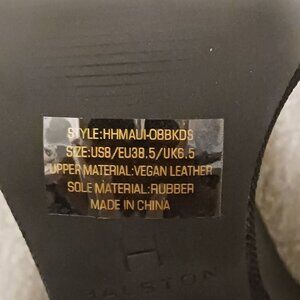 STYLE:HHMAUI-08BKDS
SIZE:US8/EU38.5/UK6.5
UPPER MATERIAL:VEGAN LEATHER
SOLE MATERIAL:RUBBER
MADE IN CHINA
HALSTON